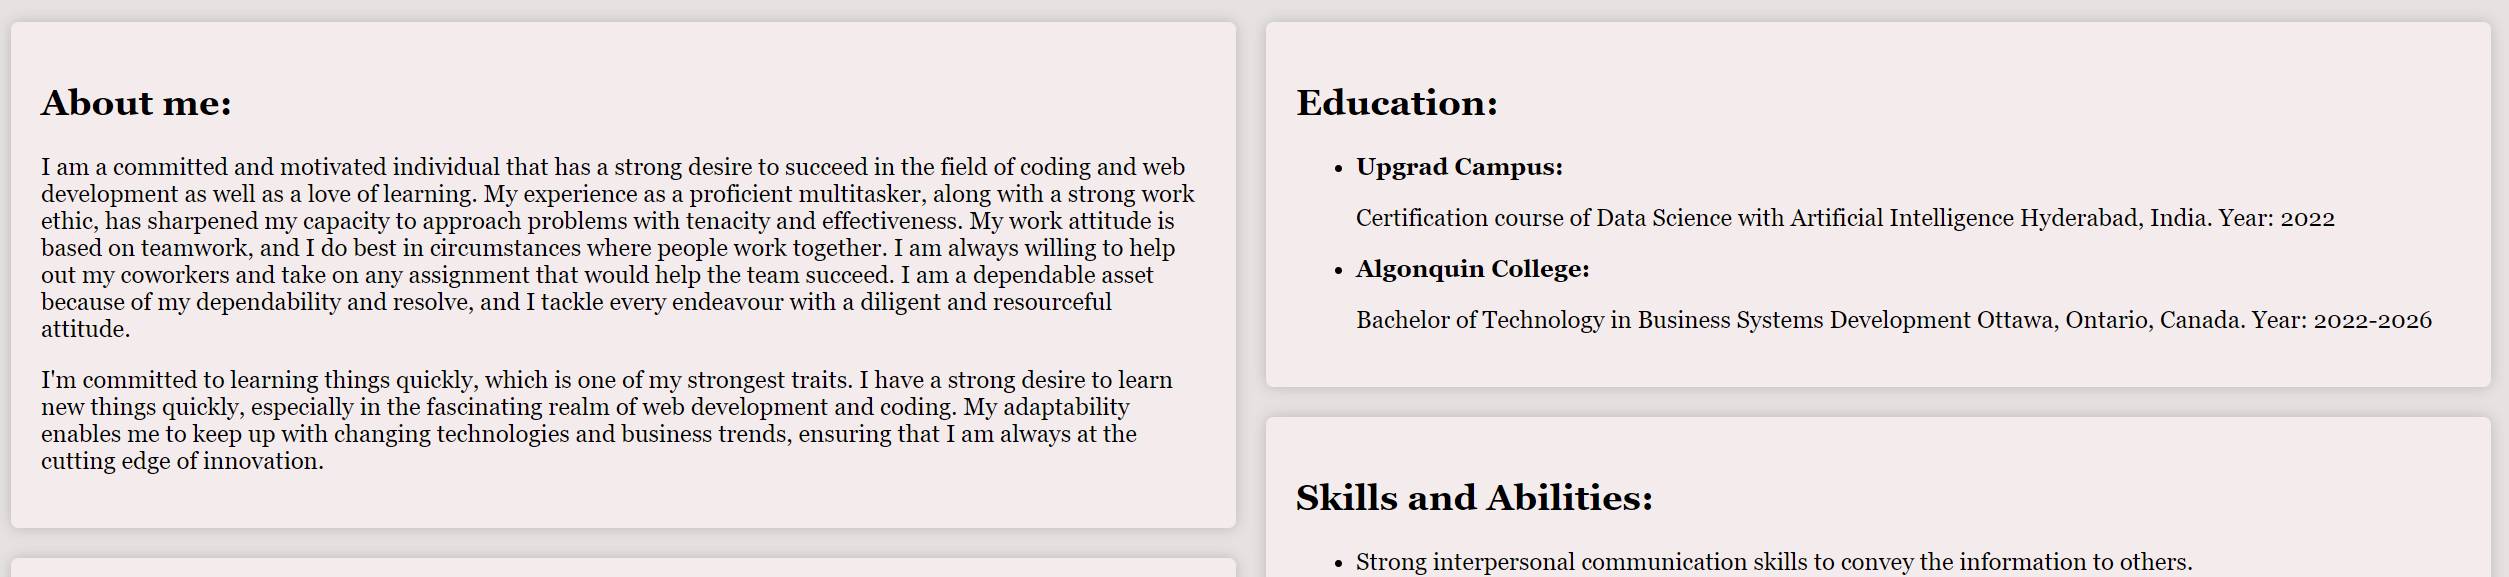 About me:
I am a committed and motivated individual that has a strong desire to succeed in the field of coding and web
development as well as a love of learning. My experience as a proficient multitasker, along with a strong work
ethic, has sharpened my capacity to approach problems with tenacity and effectiveness. My work attitude is
based on teamwork, and I do best in circumstances where people work together. I am always willing to help
out my coworkers and take on any assignment that would help the team succeed. I am a dependable asset
because of my dependability and resolve, and I tackle every endeavour with a diligent and resourceful
attitude.
I'm committed to learning things quickly, which is one of my strongest traits. I have a strong desire to learn
new things quickly, especially in the fascinating realm of web development and coding. My adaptability
enables me to keep up with changing technologies and business trends, ensuring that I am always at the
cutting edge of innovation.
Education:
• Upgrad Campus:
Certification course of Data Science with Artificial Intelligence Hyderabad, India. Year: 2022
• Algonquin College:
Bachelor of Technology in Business Systems Development Ottawa, Ontario, Canada. Year: 2022-2026
Skills and Abilities:
• Strong interpersonal communication skills to convey the information to others.